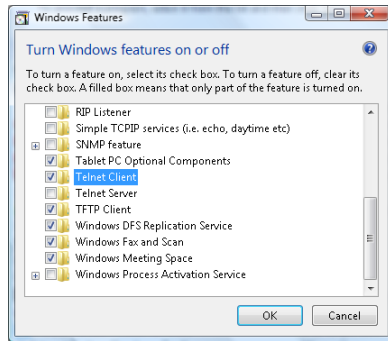 Windows Features
Turn Windows features on or off
To turn a feature on, select its check box. To turn a feature off, clear its
check box. A filled box means that only part of the feature is turned on.
RIP Listener
Simple TCPIP services (i.e. echo, daytime etc)
SNMP feature
Tablet PC Optional Components
Telnet Client
Telnet Server
TFTP Client
Windows DFS Replication Service
Windows Fax and Scan
Windows Meeting Space
Windows Process Activation Service
OK
Cancel